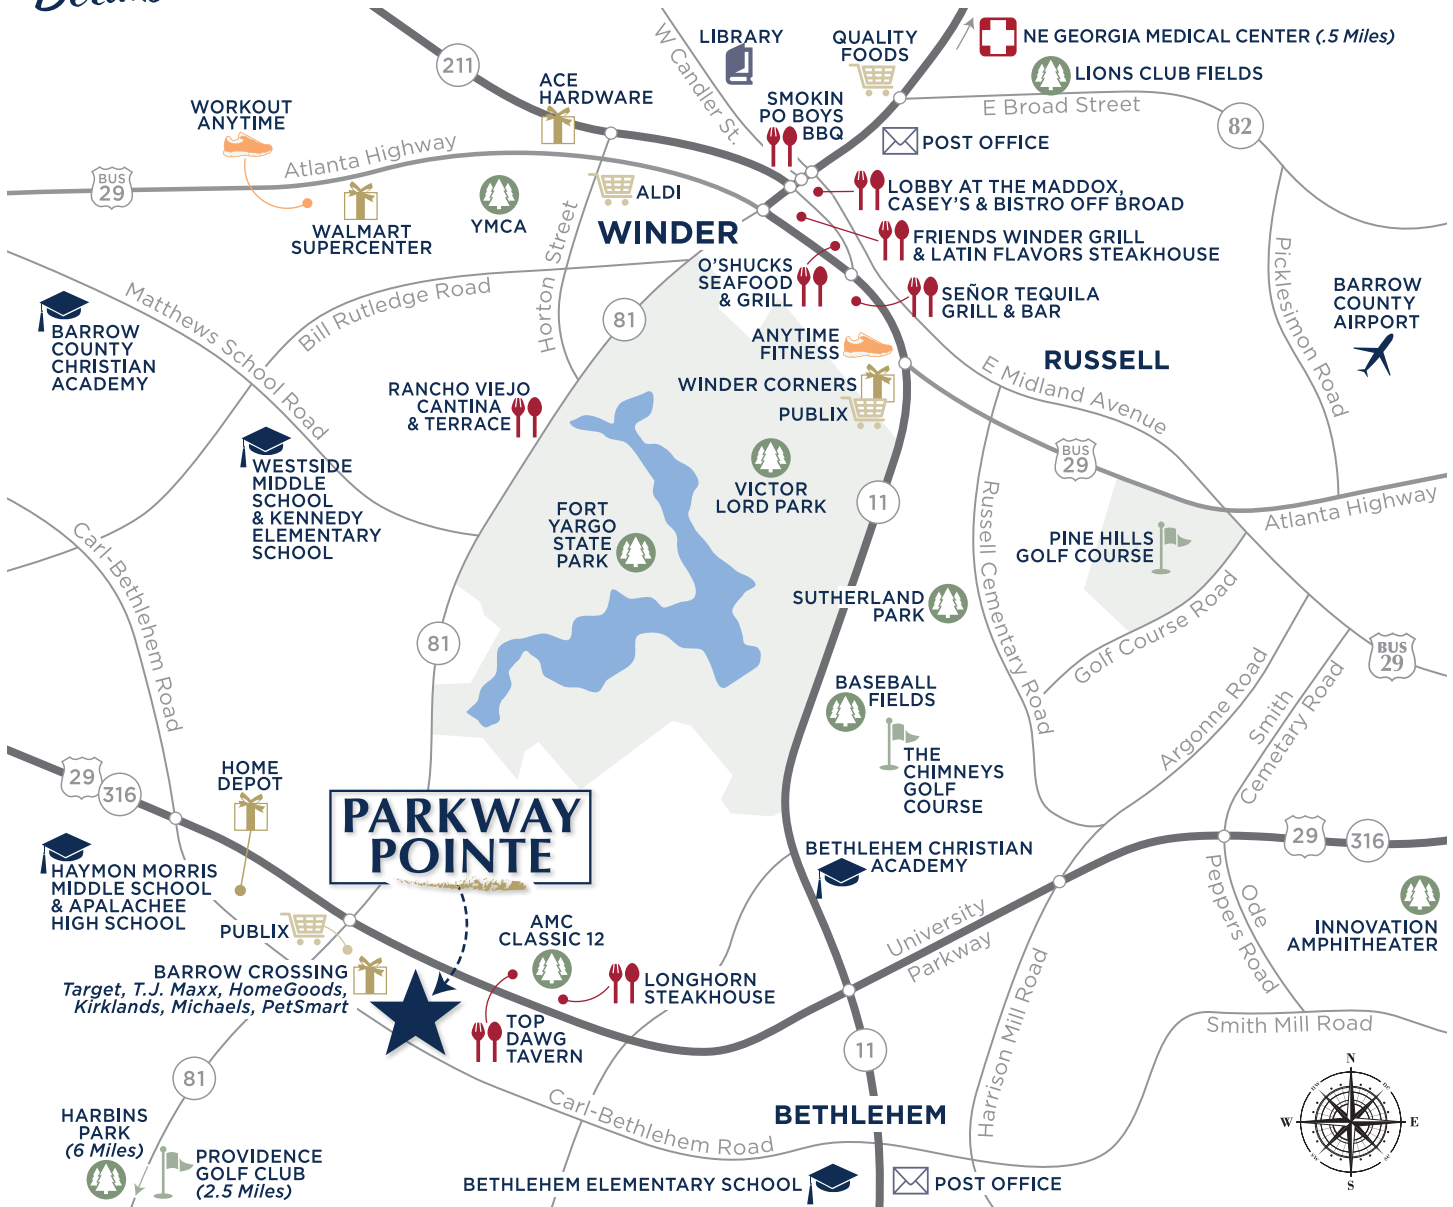 211
LIBRARY
W Candler St.
QUALITY
FOODS
NE GEORGIA MEDICAL CENTER (.5 Miles)
LIONS CLUB FIELDS
E Broad Street
82
ACE
HARDWARE
WORKOUT
ANYTIME
SMOKIN
PO BOYS
BBQ
POST OFFICE
Atlanta Highway
BUS
29
WALMART
SUPERCENTER
YMCA
ALDI
LOBBY AT THE MADDOX,
CASEY'S & BISTRO OFF BROAD
WINDER
FRIENDS WINDER GRILL
& LATIN FLAVORS STEAKHOUSE
Horton Street
O'SHUCKS
SEAFOOD
& GRILL
SEÑOR TEQUILA
GRILL & BAR
Picklesimon Road
BARROW
COUNTY
AIRPORT
Matthews School Road
Bill Rutledge Road
81
BARROW
COUNTY
CHRISTIAN
ACADEMY
ANYTIME
FITNESS
RUSSELL
E Midland Avenue
WINDER CORNERS
PUBLIX
RANCHO VIEJO
CANTINA
& TERRACE
BUS
29
WESTSIDE
MIDDLE
SCHOOL
& KENNEDY
ELEMENTARY
SCHOOL
VICTOR
LORD PARK
11
FORT
YARGO
STATE
PARK
Russell Cementary Road
Atlanta Highway
PINE HILLS
GOLF COURSE
Carl-Bethlehem Road
SUTHERLAND
PARK
Golf Course Road
81
BUS
29
BASEBALL
FIELDS
Argonne Road
Smith
Cemetary Road
THE
CHIMNEYS
GOLF
COURSE
29
316
HOME
DEPOT
PARKWAY
POINTE
HAYMON MORRIS
MIDDLE SCHOOL
& APALACHEE
HIGH SCHOOL
BETHLEHEM CHRISTIAN
ACADEMY
29
316
PUBLIX
AMC
CLASSIC 12
University
Parkway
Ode
Peppers Road
INNOVATION
AMPHITHEATER
BARROW CROSSING
Target, T.J. Maxx, HomeGoods,
Kirklands, Michaels, PetSmart
LONGHORN
STEAKHOUSE
TOP
DAWG
TAVERN
Harrison Mill Road
Smith Mill Road
11
81
Carl-Bethlehem Road
BETHLEHEM
HARBINS
PARK
(6 Miles)
PROVIDENCE
GOLF CLUB
(2.5 Miles)
BETHLEHEM ELEMENTARY SCHOOL
POST OFFICE
N
nw
ne
W
E
sw
se
S